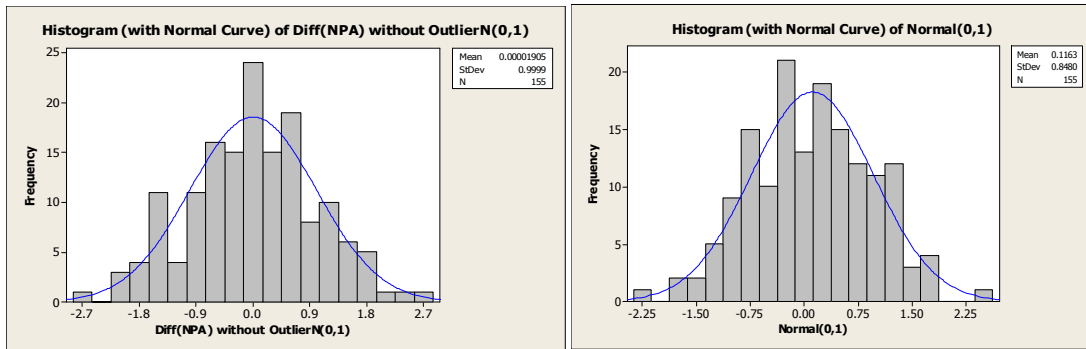 Histogram (with Normal Curve) of Diff(NPA) without OutlierN(0,1)
Mean 0.00001905
StDev 0.9999
N 155
25
20
15
10
5
0
Frequency
-2.7 -1.8 -0.9 0.0 0.9 1.8 2.7
Diff(NPA) without OutlierN(0,1)
Histogram (with Normal Curve) of Normal(0,1)
Mean 0.1163
StDev 0.8480
N 155
20
15
10
5
0
Frequency
-2.25 -1.50 -0.75 0.00 0.75 1.50 2.25
Normal(0,1)